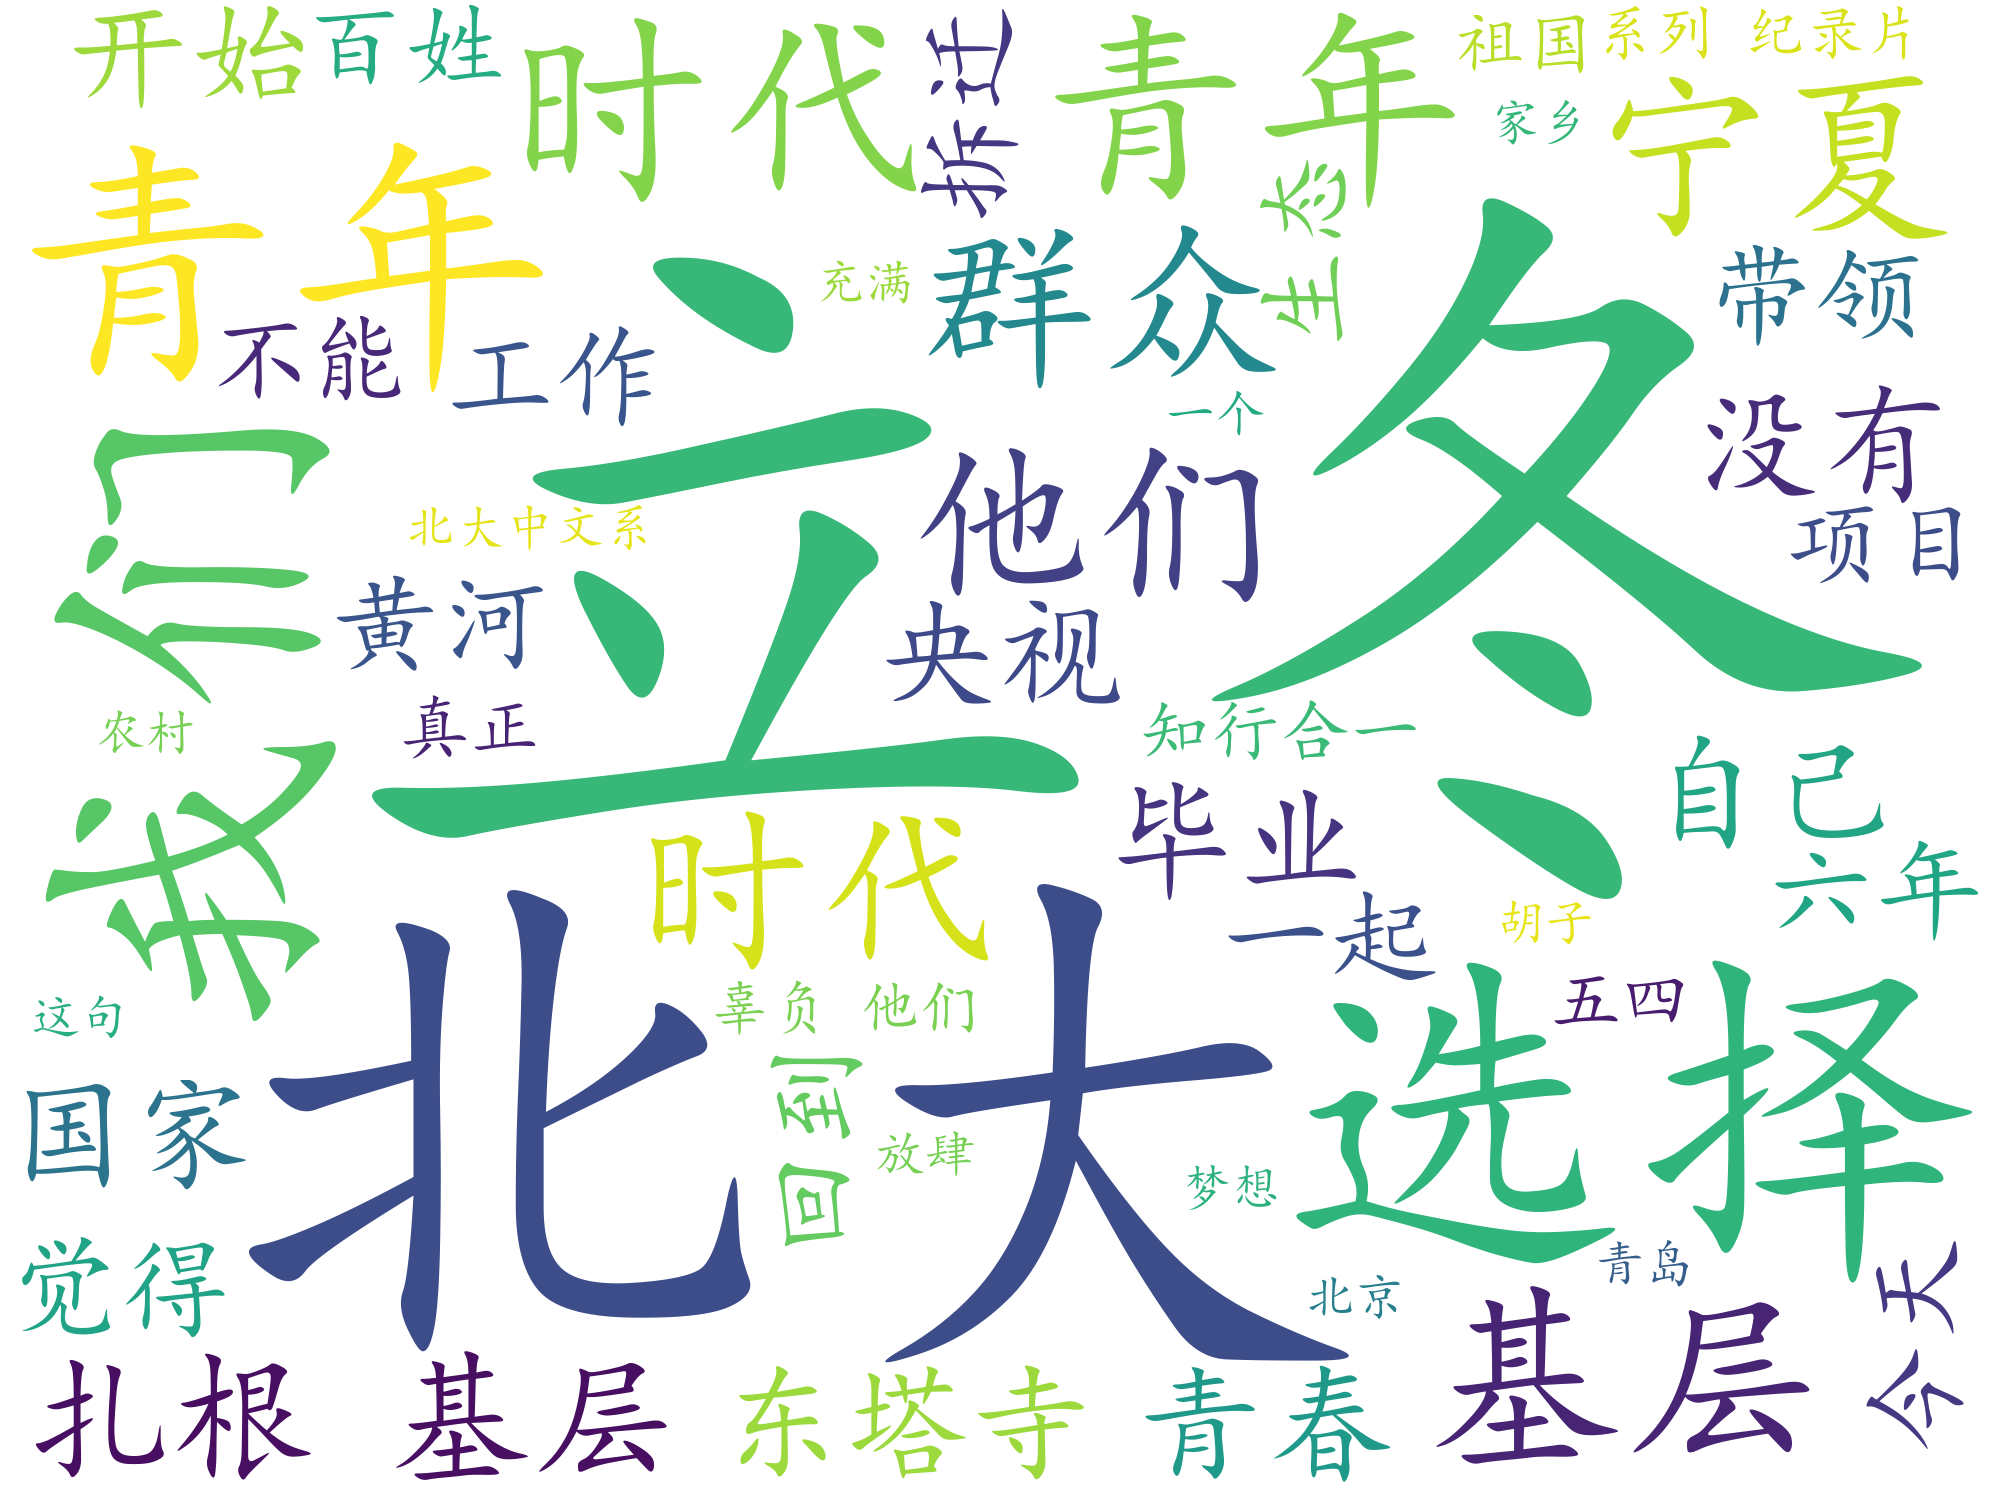 开始
百姓
时代青年
拆迁
祖国
系列 纪录片
家乡
宁夏
青年
生态
充满
群众
带领
不能
工作
立冬
一个
没有
我们
他们
北大中文系
项目
黄河
央视
农村
真正
知行合一
自己
时代
毕业
六年
一起
胡子
北大
选择
五四
这句
辜负 他们
回到
国家
放肆
梦想
觉得
青岛
北京
今天
扎根 基层
东塔寺
青春
基层